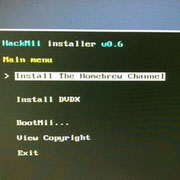 HackMii installer v0.6
Main menu
> Install The Homebrew Channel
Install DVDX
BootMii...
View Copyright
Exit